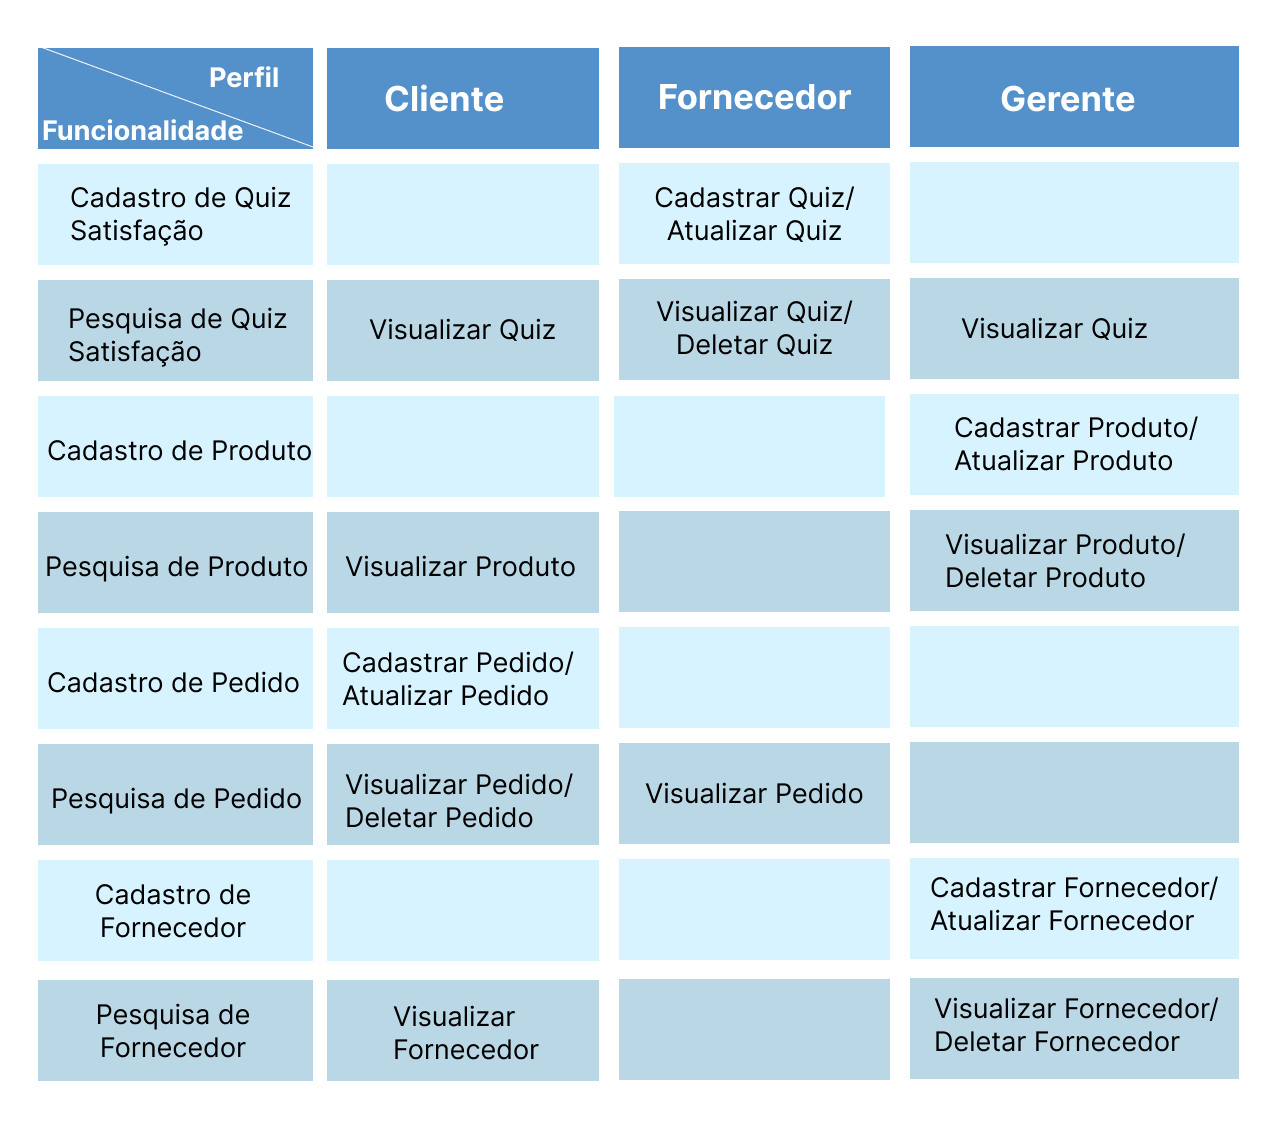 Perfil
Funcionalidade
Cliente
Fornecedor
Gerente
Cadastro de Quiz
Satisfação
Cadastrar Quiz/
Atualizar Quiz
Pesquisa de Quiz
Satisfação
Visualizar Quiz
Visualizar Quiz/
Deletar Quiz
Visualizar Quiz
Cadastro de Produto
Cadastrar Produto/
Atualizar Produto
Pesquisa de Produto
Visualizar Produto
Visualizar Produto/
Deletar Produto
Cadastro de Pedido
Cadastrar Pedido/
Atualizar Pedido
Pesquisa de Pedido
Visualizar Pedido/
Deletar Pedido
Visualizar Pedido
Cadastro de
Fornecedor
Cadastrar Fornecedor/
Atualizar Fornecedor
Pesquisa de
Fornecedor
Visualizar
Fornecedor
Visualizar Fornecedor/
Deletar Fornecedor